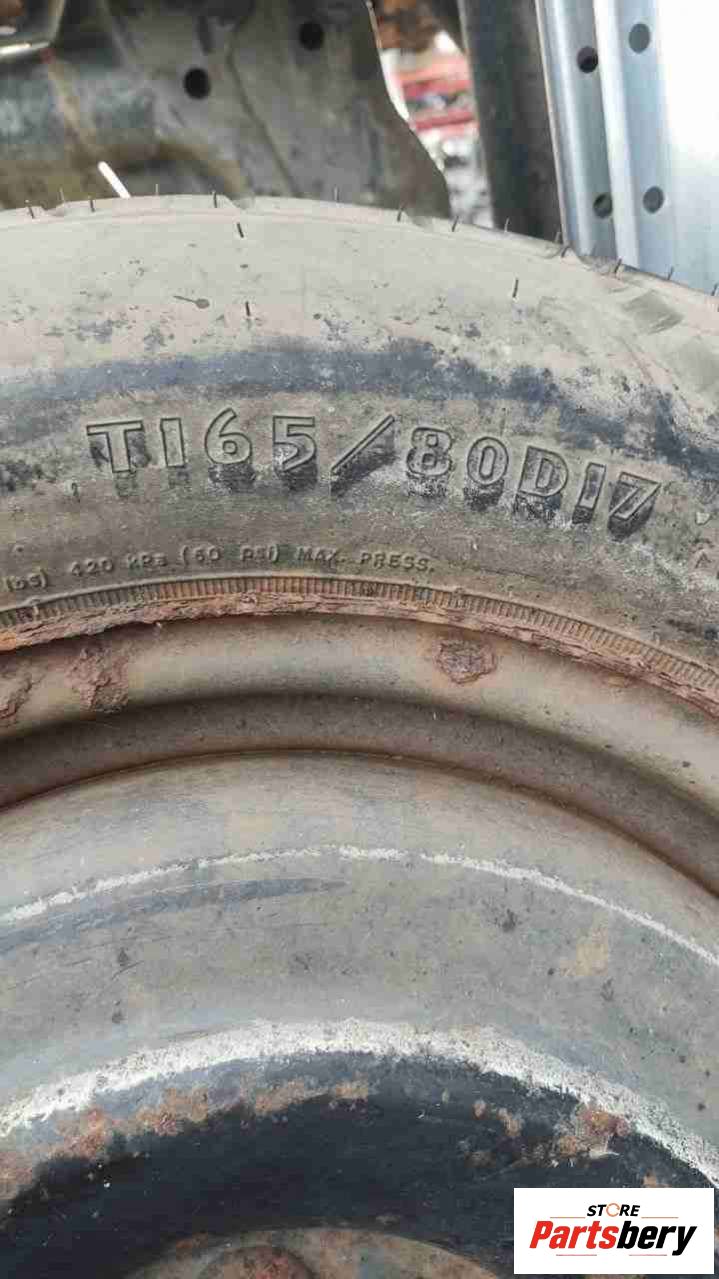 T165/80D17
420 kPa (60 PSI) MAX. PRESS.
STORE
Partsbery